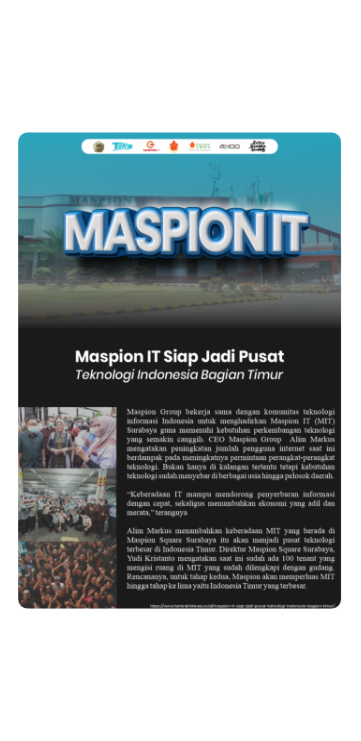 MASPION
MASPION IT
Maspion IT Siap Jadi Pusat
Teknologi Indonesia Bagian Timur
Maspion Group bekerja sama dengan komunitas teknologi
informasi Indonesia untuk menghadirkan Maspion IT (MIT)
Surabaya guna memenuhi kebutuhan perkembangan teknologi
yang semakin canggih. CEO Maspion Group Alim Markus
mengatakan peningkatan jumlah pengguna internet saat ini
berdampak pada meningkatnya permintaan perangkat-perangkat
teknologi. Bukan hanya di kalangan tertentu tetapi kebutuhan
teknologi sudah menyebar di berbagai usia hingga pelosok daerah.
“Keberadaan IT mampu mendorong penyebaran informasi
dengan cepat, sekaligus menumbuhkan ekonomi yang adil dan
merata,” terangnya
Alim Markus menambahkan keberadaan MIT yang berada di
Maspion Square Surabaya itu akan menjadi pusat teknologi
terbesar di Indonesia Timur. Direktur Maspion Square Surabaya,
Yudi Kristanto mengatakan saat ini sudah ada 100 tenant yang
mengisi ruang di MIT yang sudah dilengkapi dengan gudang.
Rencananya, untuk tahap kedua, Maspion akan memperluas MIT
hingga tahap ke lima yaitu Indonesia Timur yang terbesar.